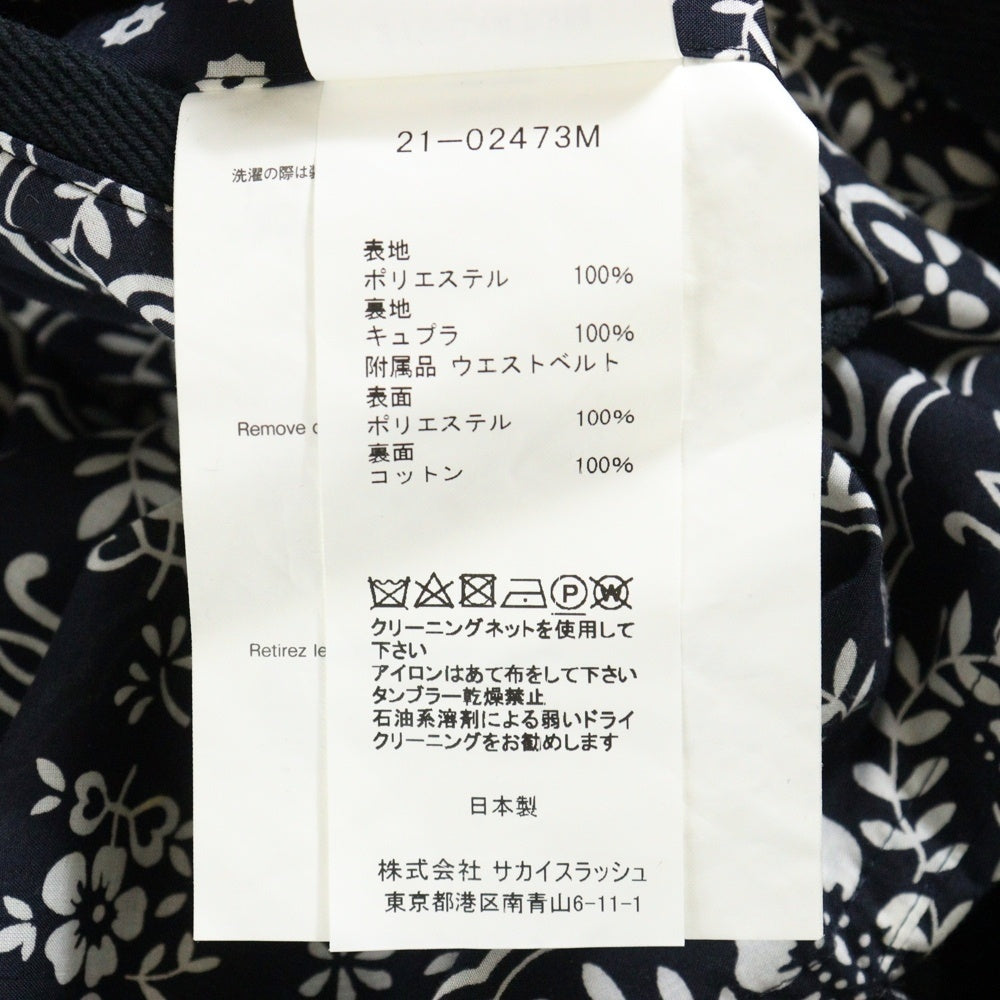 21-02473M
洗濯の際は
表地
ポリエステル 100%
裏地
キュプラ 100%
附属品 ウエストベルト
表面
ポリエステル 100%
裏面
コットン 100%
Remove
Retirez le
P W
クリーニングネットを使用して
下さい
アイロンはあて布をして下さい
タンブラー乾燥禁止
石油系溶剤による弱いドライ
クリーニングをお勧めします
日本製
株式会社 サカイスラッシュ
東京都港区南青山6-11-1